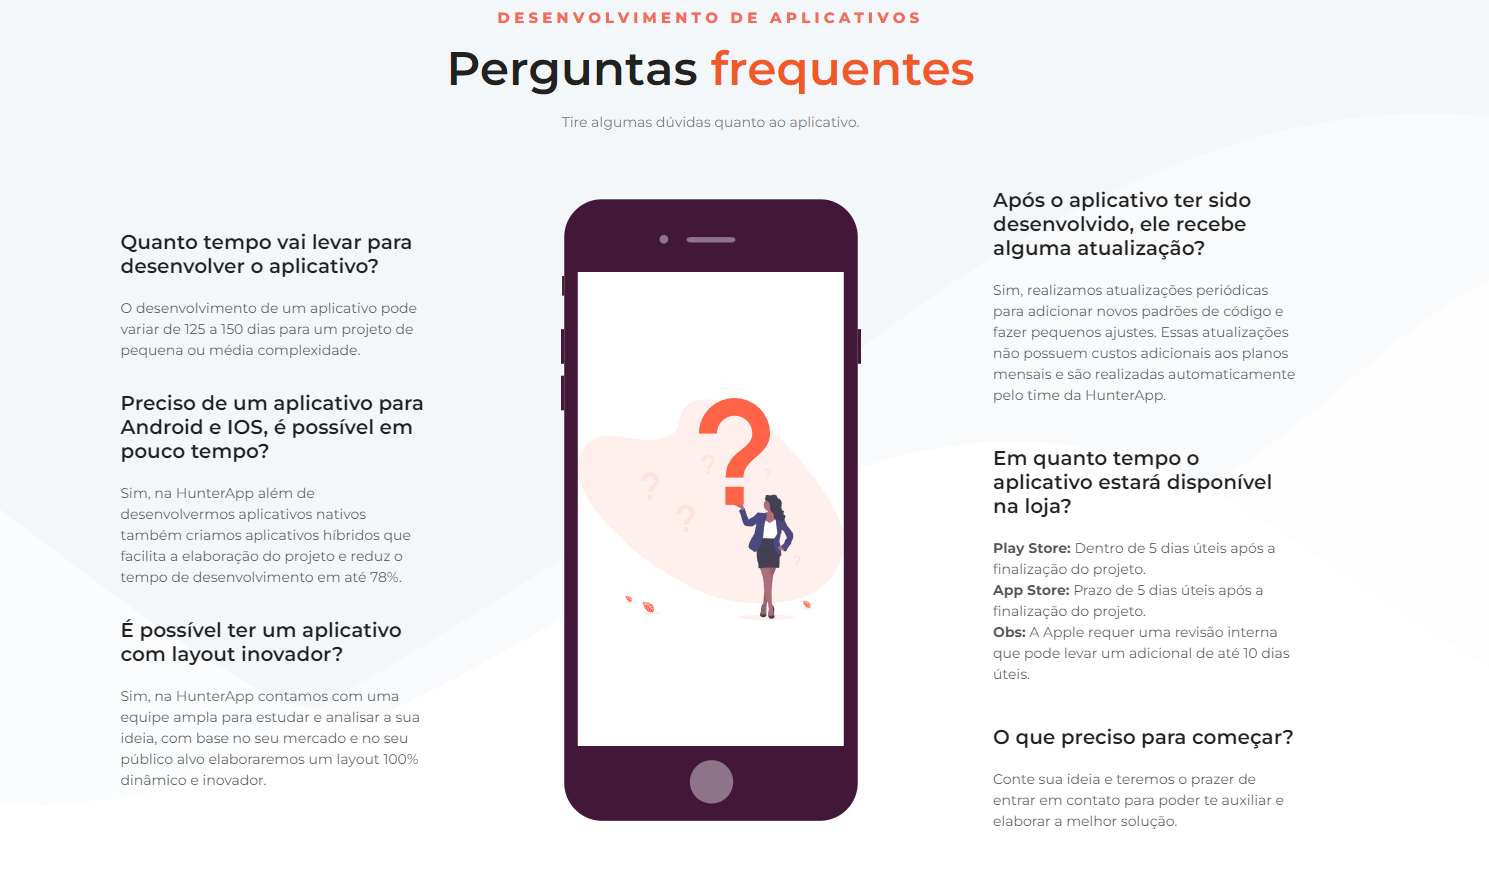 DESENVOLVIMENTO DE APLICATIVOS
Perguntas frequentes
Tire algumas dúvidas quanto ao aplicativo.
Quanto tempo vai levar para
desenvolver o aplicativo?
O desenvolvimento de um aplicativo pode
variar de 125 a 150 dias para um projeto de
pequena ou média complexidade.
Preciso de um aplicativo para
Android e IOS, é possível em
pouco tempo?
Sim, na HunterApp além de
desenvolvermos aplicativos nativos
também criamos aplicativos híbridos que
facilita a elaboração do projeto e reduz o
tempo de desenvolvimento em até 78%.
É possível ter um aplicativo
com layout inovador?
Sim, na HunterApp contamos com uma
equipe ampla para estudar e analisar a sua
ideia, com base no seu mercado e no seu
público alvo elaboraremos um layout 100%
dinâmico e inovador.
?
?
?
?
?
?
Após o aplicativo ter sido
desenvolvido, ele recebe
alguma atualização?
Sim, realizamos atualizações periódicas
para adicionar novos padrões de código e
fazer pequenos ajustes. Essas atualizações
não possuem custos adicionais aos planos
mensais e são realizadas automaticamente
pelo time da HunterApp.
Em quanto tempo o
aplicativo estará disponível
na loja?
Play Store: Dentro de 5 dias úteis após a
finalização do projeto.
App Store: Prazo de 5 dias úteis após a
finalização do projeto.
Obs: A Apple requer uma revisão interna
que pode levar um adicional de até 10 dias
úteis.
O que preciso para começar?
Conte sua ideia e teremos o prazer de
entrar em contato para poder te auxiliar e
elaborar a melhor solução.